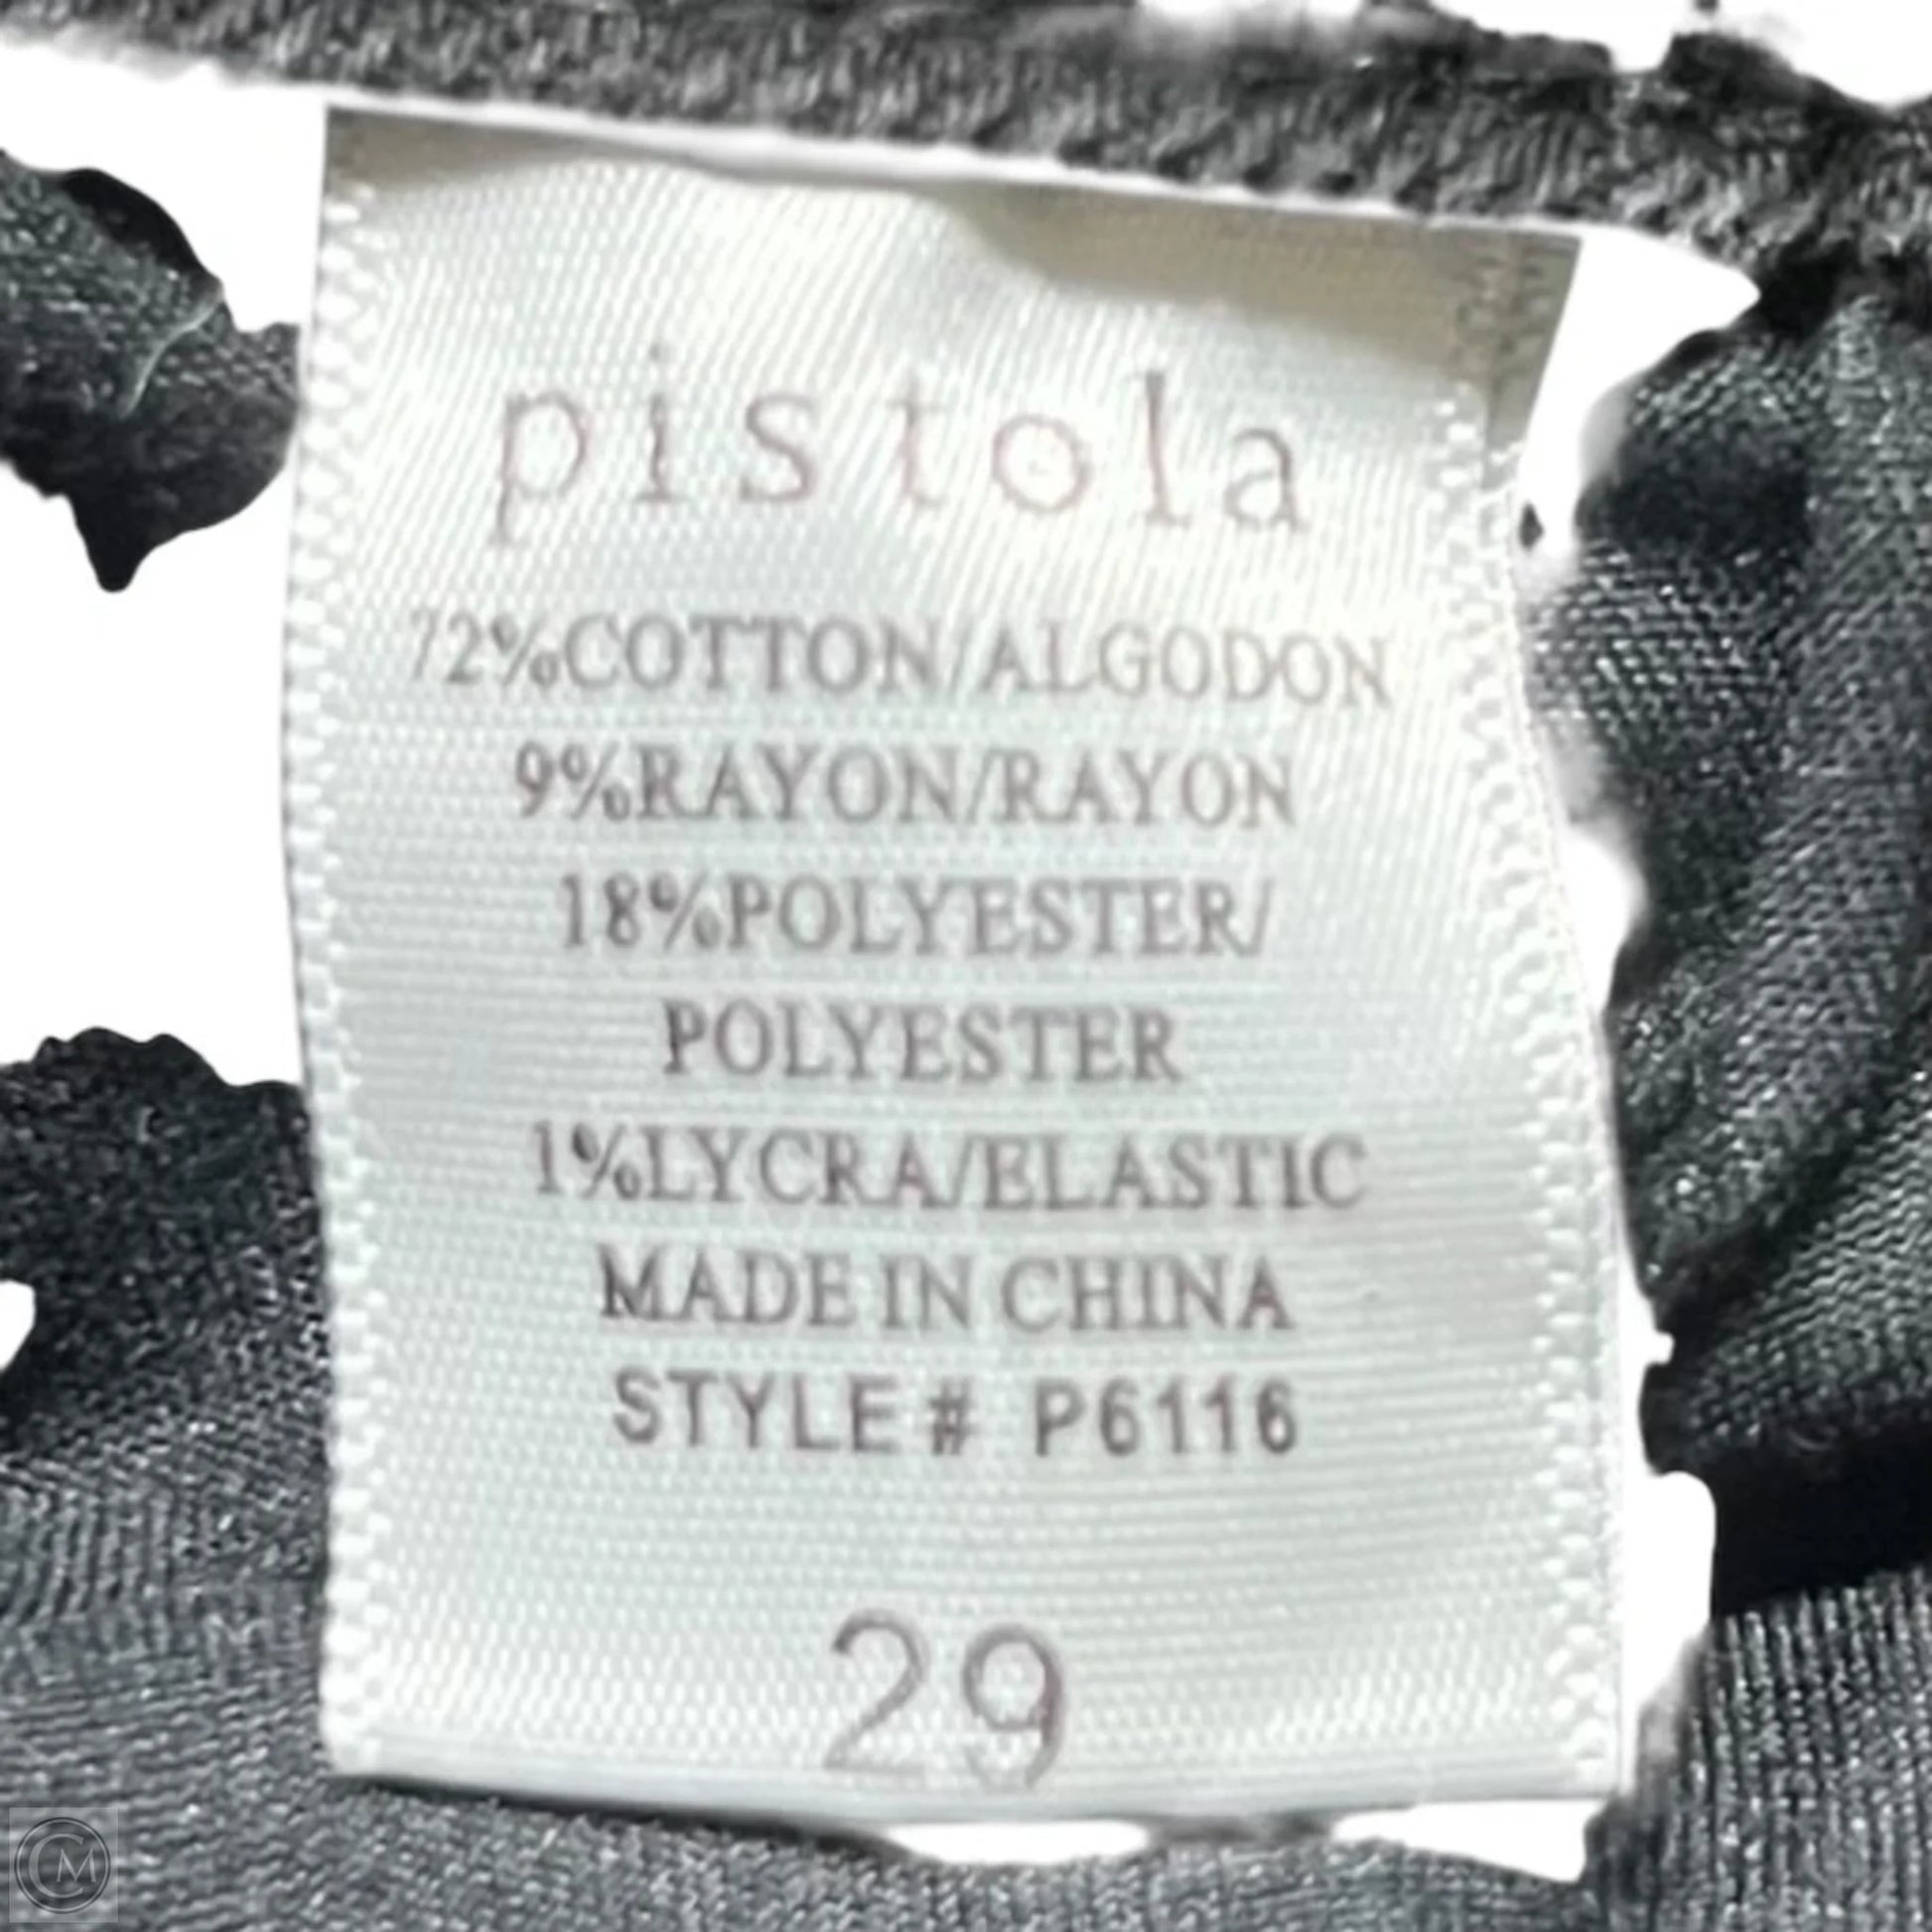 pistola
72%COTTON/ALGODON
9%RAYON/RAYON
18%POLYESTER/
POLYESTER
1%LYCRA/ELASTIC
MADE IN CHINA
STYLE# P6116
29
CM